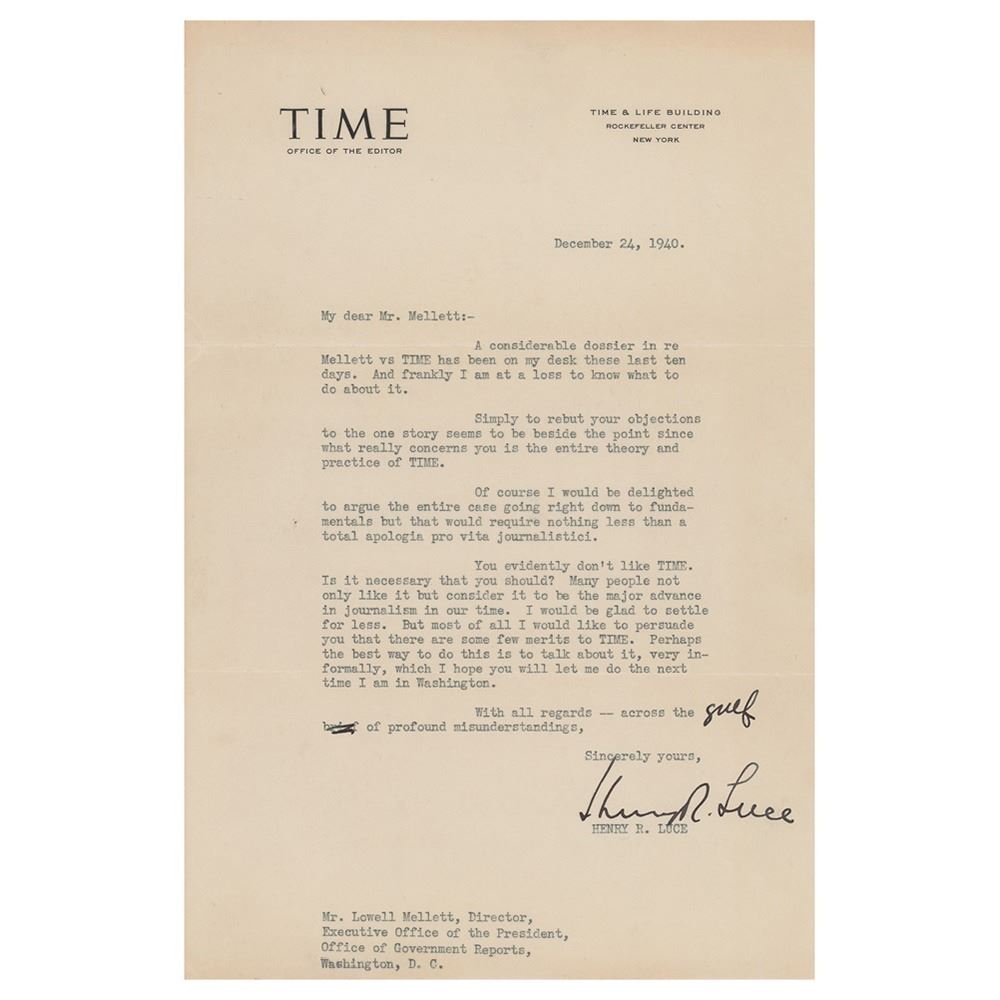 TIME
OFFICE OF THE EDITOR
TIME & LIFE BUILDING
ROCKEFELLER CENTER
NEW YORK
December 24, 1940.
My dear Mr. Mellett:-
A considerable dossier in re
Mellett vs TIME has been on my desk these last ten
days. And frankly I am at a loss to know what to
do about it.
Simply to rebut your objections
to the one story seems to be beside the point since
what really concerns you is the entire theory and
practice of TIME.
Of course I would be delighted
to argue the entire case going right down to funda-
mentals but that would require nothing less than a
total apologia pro vita journalistici.
You evidently don't like TIME.
Is it necessary that you should? Many people not
only like it but consider it to be the major advance
in journalism in our time. I would be glad to settle
for less. But most of all I would like to persuade
you that there are some few merits to TIME. Perhaps
the best way to do this is to talk about it, very in-
formally, which I hope you will let me do the next
time I am in Washington.
With all regards -- across the gulf
of profound misunderstandings,
Sincerely yours,
Henry R. Luce
HENRY R. LUCE
Mr. Lowell Mellett, Director,
Executive Office of the President,
Office of Government Reports,
Washington, D. C.